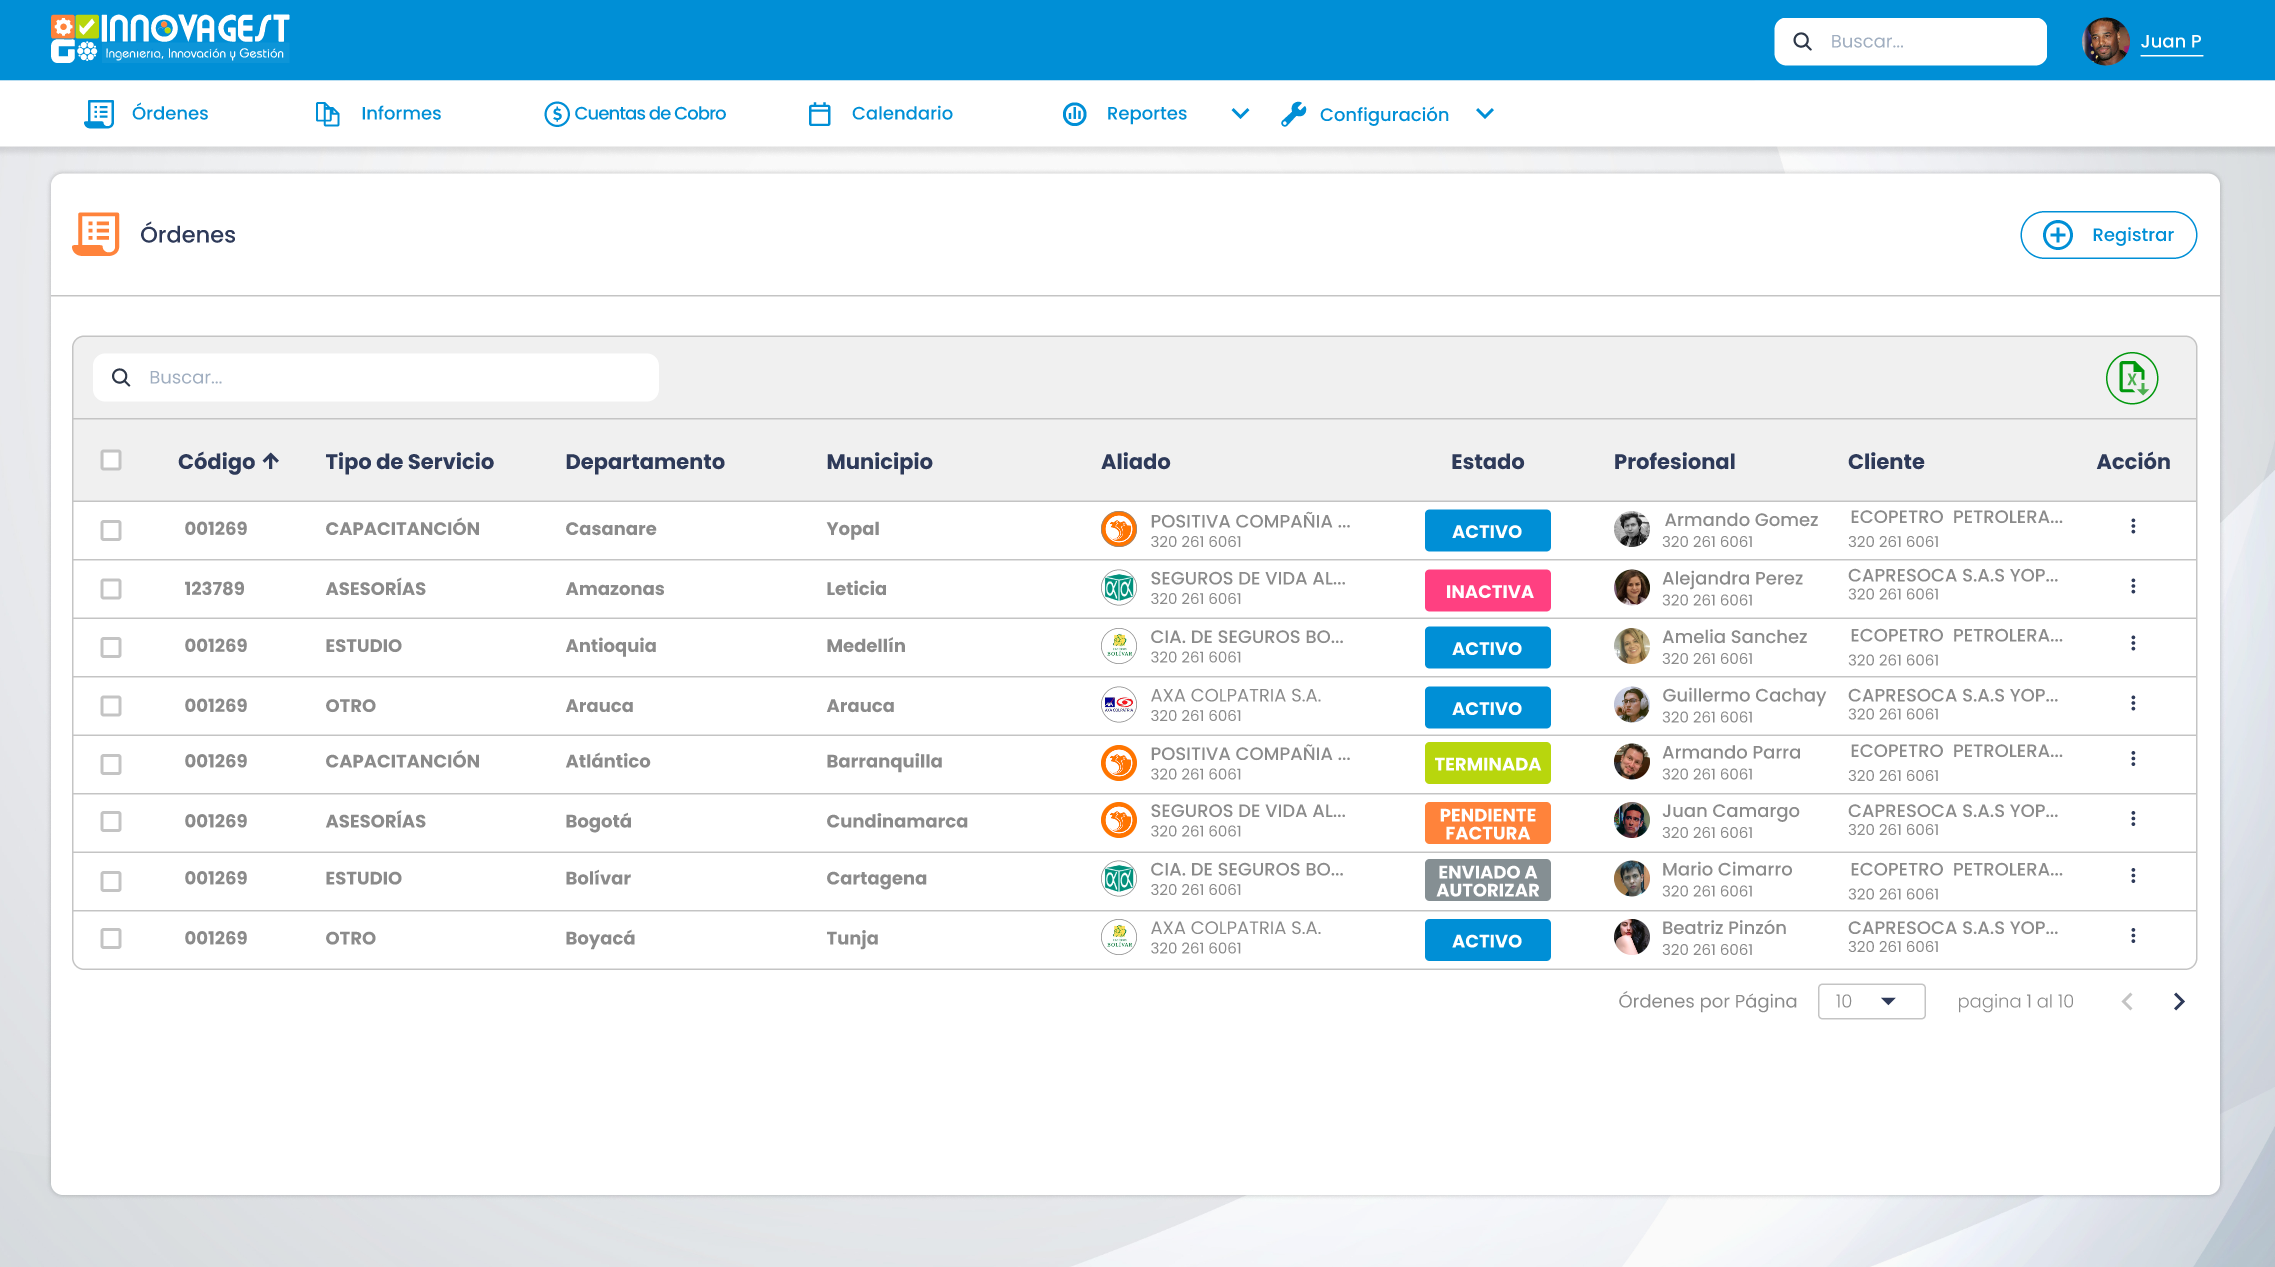 INNOVAGEST
Ingenieria, Innovación y Gestión
Buscar...
Juan P
Órdenes
Informes
Cuentas de Cobro
Calendario
Reportes
Configuración
Órdenes
Registrar
Buscar...
Código Tipo de Servicio Departamento Municipio Aliado Estado Profesional Cliente Acción
001269 CAPACITANCIÓN Casanare Yopal POSITIVA COMPAÑIA ... ACTIVO Armando Gomez ECOPETRO PETROLERA...
320 261 6061 320 261 6061 320 261 6061
123789 ASESORÍAS Amazonas Leticia SEGUROS DE VIDA AL... INACTIVA Alejandra Perez CAPRESOCA S.A.S YOP...
320 261 6061 320 261 6061 320 261 6061
001269 ESTUDIO Antioquia Medellín CIA. DE SEGUROS BO... ACTIVO Amelia Sanchez ECOPETRO PETROLERA...
BOLÍVAR 320 261 6061 320 261 6061 320 261 6061
001269 OTRO Arauca Arauca AXA COLPATRIA S.A. ACTIVO Guillermo Cachay CAPRESOCA S.A.S YOP...
AXA COLPATRIA 320 261 6061 320 261 6061 320 261 6061
001269 CAPACITANCIÓN Atlántico Barranquilla POSITIVA COMPAÑIA ... TERMINADA Armando Parra ECOPETRO PETROLERA...
320 261 6061 320 261 6061 320 261 6061
001269 ASESORÍAS Bogotá Cundinamarca SEGUROS DE VIDA AL... PENDIENTE FACTURA Juan Camargo CAPRESOCA S.A.S YOP...
320 261 6061 320 261 6061 320 261 6061
001269 ESTUDIO Bolívar Cartagena CIA. DE SEGUROS BO... ENVIADO A AUTORIZAR Mario Cimarro ECOPETRO PETROLERA...
320 261 6061 320 261 6061 320 261 6061
001269 OTRO Boyacá Tunja AXA COLPATRIA S.A. ACTIVO Beatriz Pinzón CAPRESOCA S.A.S YOP...
BOLÍVAR 320 261 6061 320 261 6061 320 261 6061
Órdenes por Página 10 pagina 1 al 10